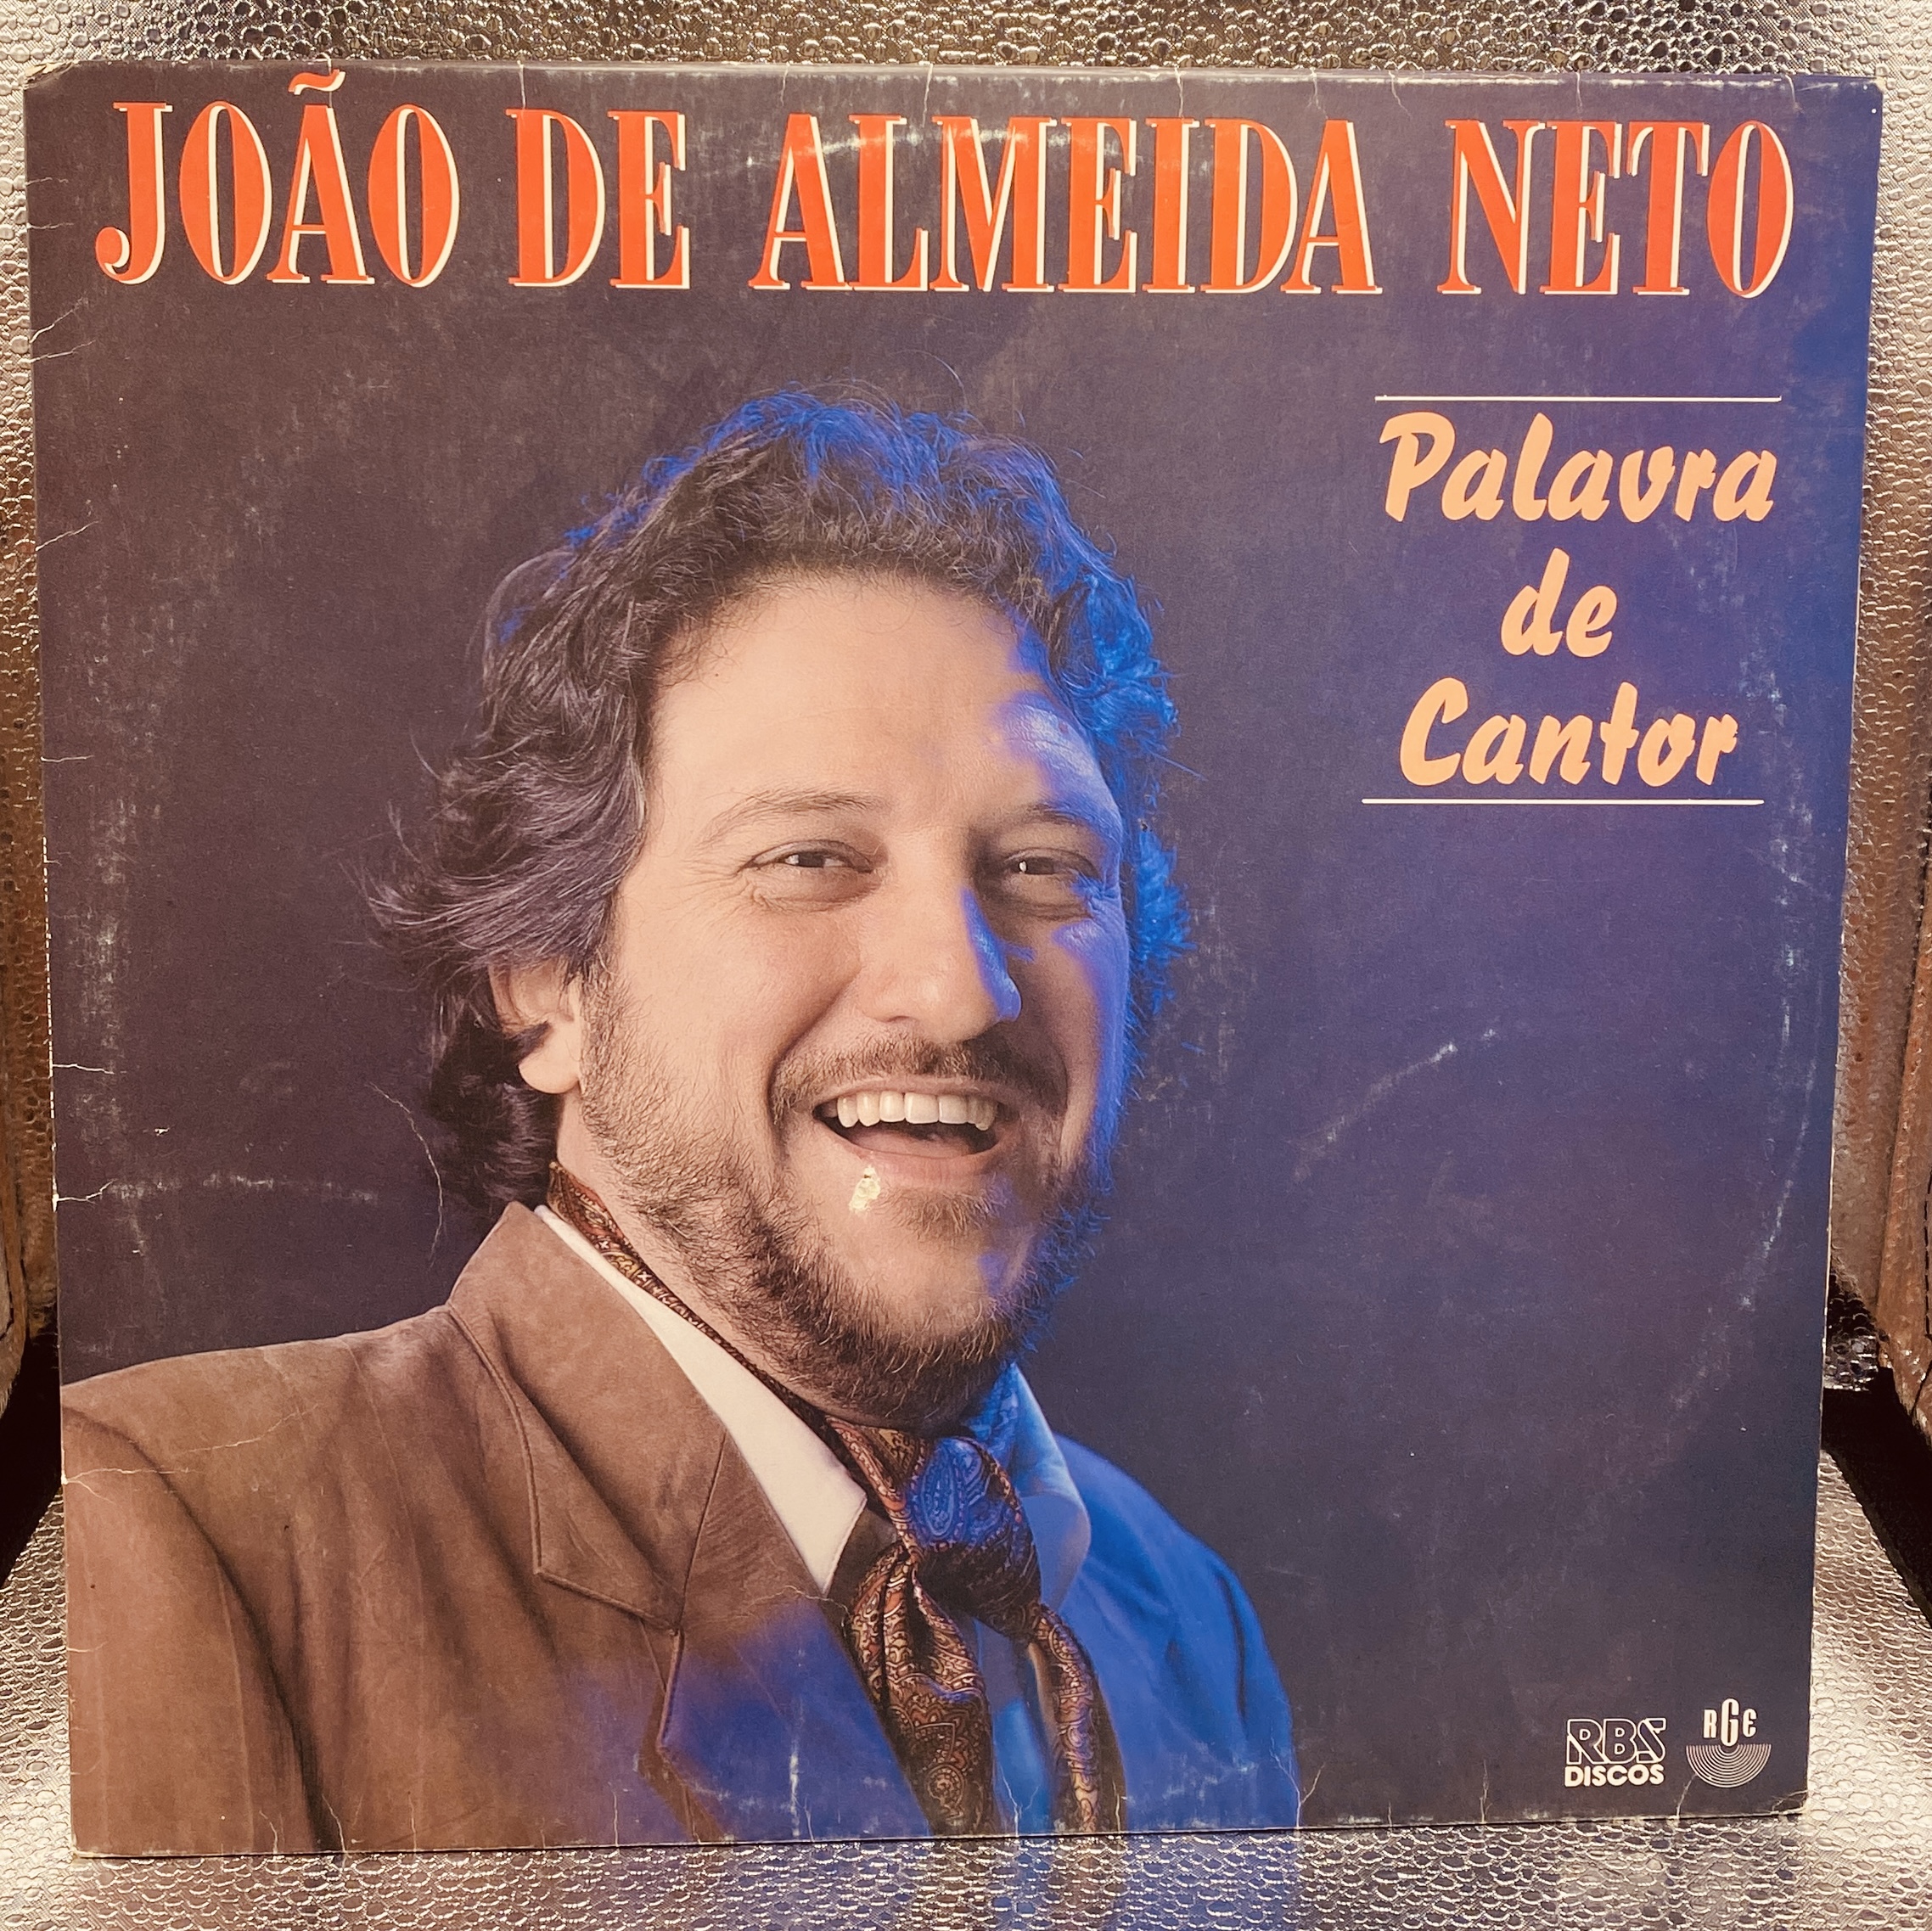 JOÃO DE ALMEIDA NETO
Palavra
de
Cantor
RBS
DISCOS
RGE